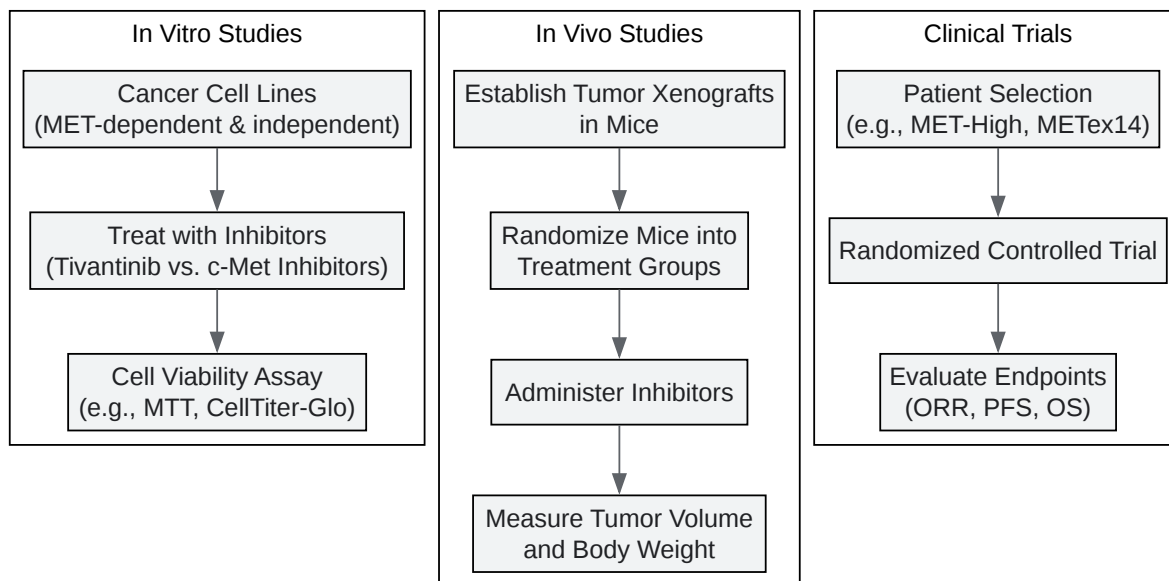 In Vitro Studies
Cancer Cell Lines
(MET-dependent & independent)
Treat with Inhibitors
(Tivantinib vs. c-Met Inhibitors)
Cell Viability Assay
(e.g., MTT, CellTiter-Glo)
In Vivo Studies
Establish Tumor Xenografts
in Mice
Randomize Mice into
Treatment Groups
Administer Inhibitors
Measure Tumor Volume
and Body Weight
Clinical Trials
Patient Selection
(e.g., MET-High, METex14)
Randomized Controlled Trial
Evaluate Endpoints
(ORR, PFS, OS)